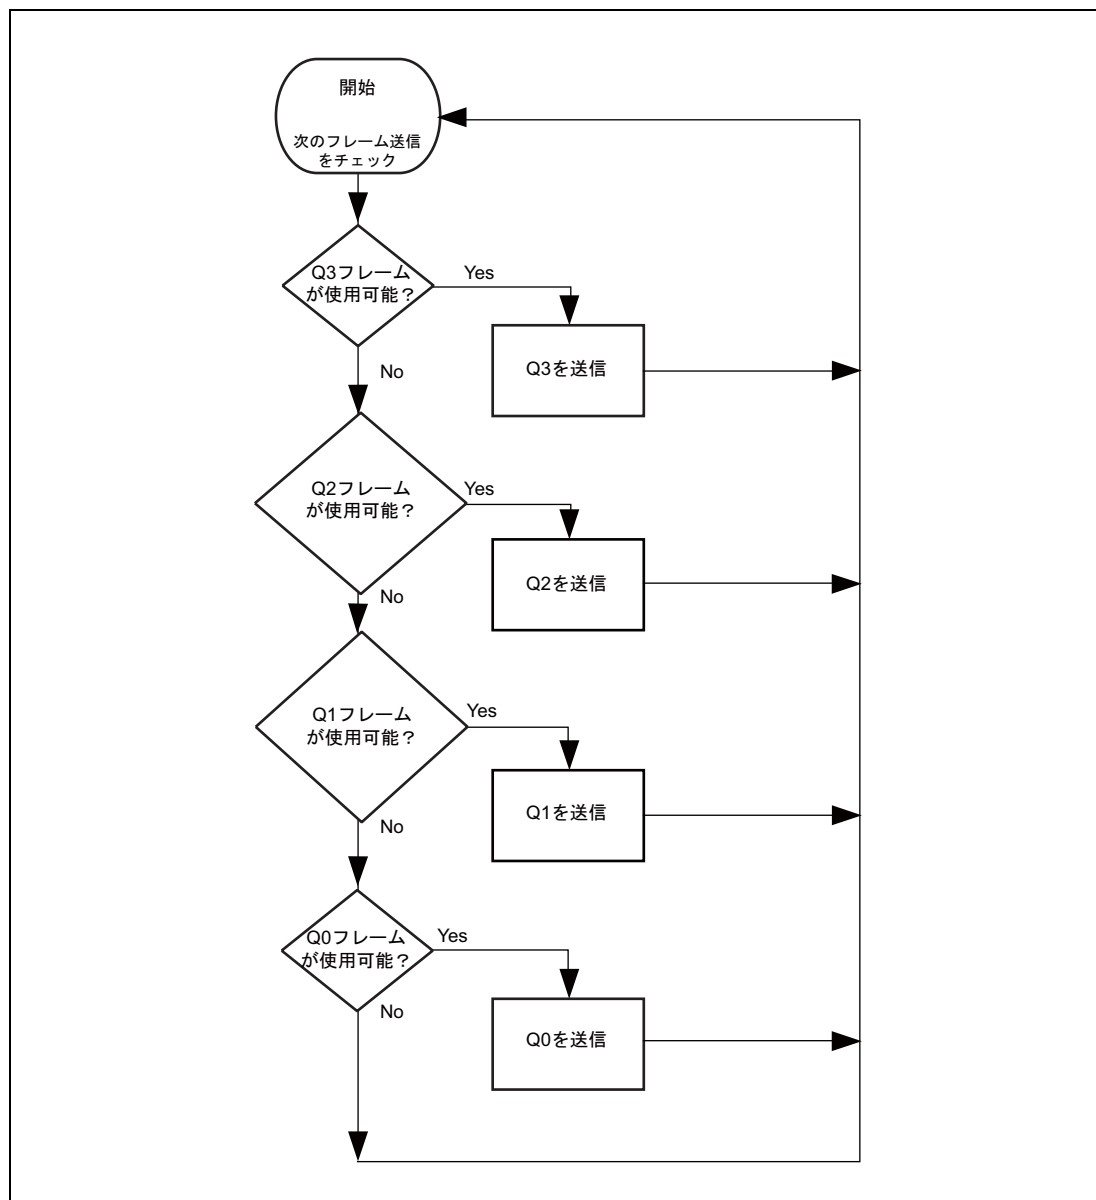 開始
次のフレーム送信
をチェック
Q3フレーム
が使用可能？
Yes
Q3を送信
No
Q2フレーム
が使用可能？
Yes
Q2を送信
No
Q1フレーム
が使用可能？
Yes
Q1を送信
No
Q0フレーム
が使用可能？
Yes
Q0を送信
No